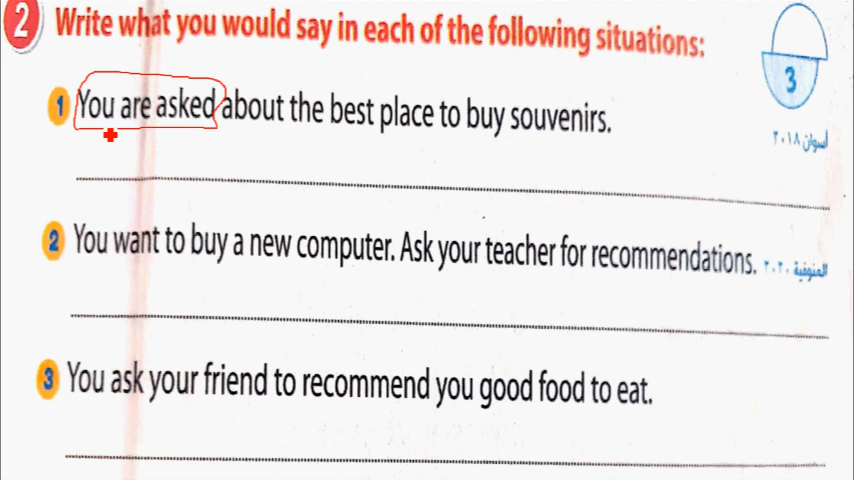 2 Write what you would say in each of the following situations:
3
1 You are asked about the best place to buy souvenirs.
أسوان ٢٠١٨
2 You want to buy a new computer. Ask your teacher for recommendations. المنوفية ٢٠٢٠
3 You ask your friend to recommend you good food to eat.